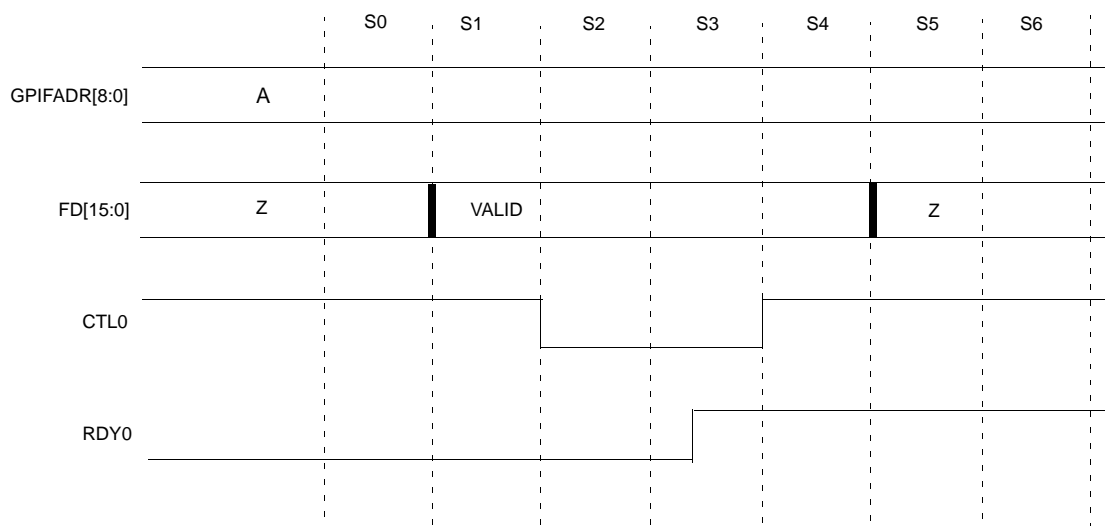 S0 S1 S2 S3 S4 S5 S6
GPIFADR[8:0] A
FD[15:0] Z VALID Z
CTL0
RDY0